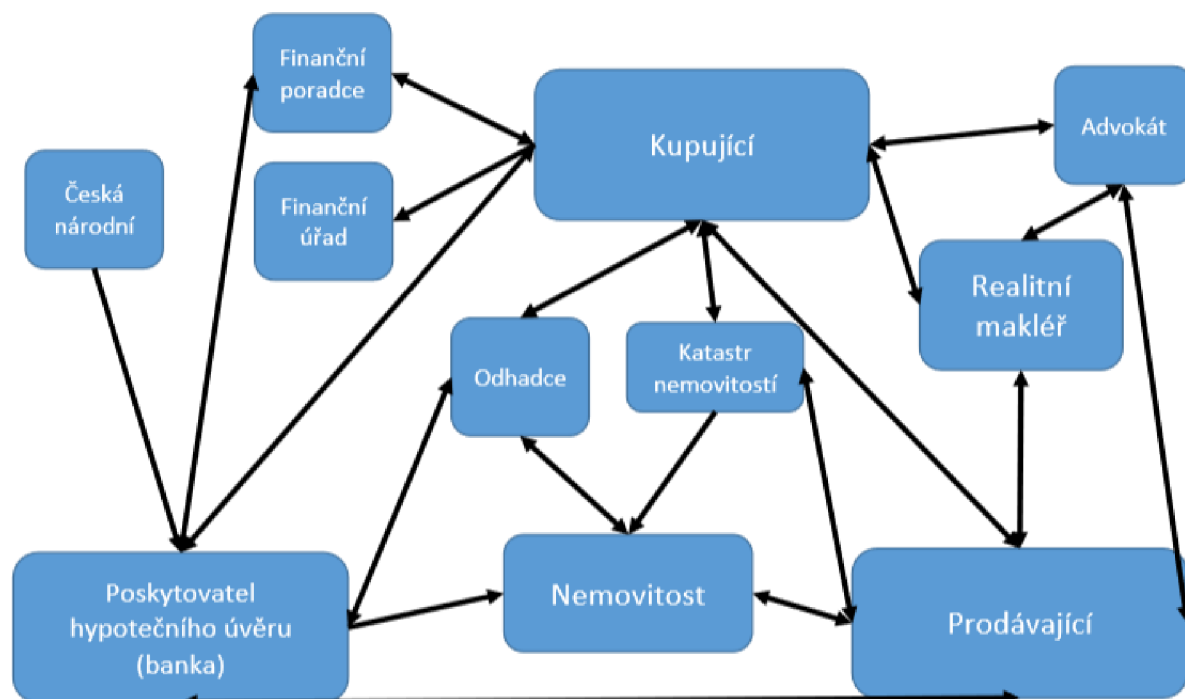 Finanční
poradce
Kupující
Advokát
Česká
národní
Finanční
úřad
Realitní
makléř
Odhadce
Katastr
nemovitostí
Poskytovatel
hypotečního úvěru
(banka)
Nemovitost
Prodávající